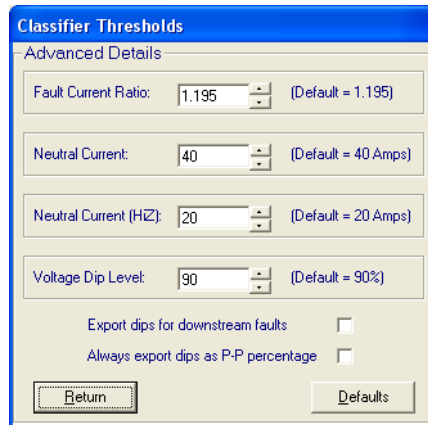 Classifier Thresholds
Advanced Details
Fault Current Ratio: 1.195 (Default = 1.195)
Neutral Current: 40 (Default = 40 Amps)
Neutral Current (HiZ): 20 (Default = 20 Amps)
Voltage Dip Level: 90 (Default = 90%)
Export dips for downstream faults
Always export dips as P-P percentage
Return Defaults